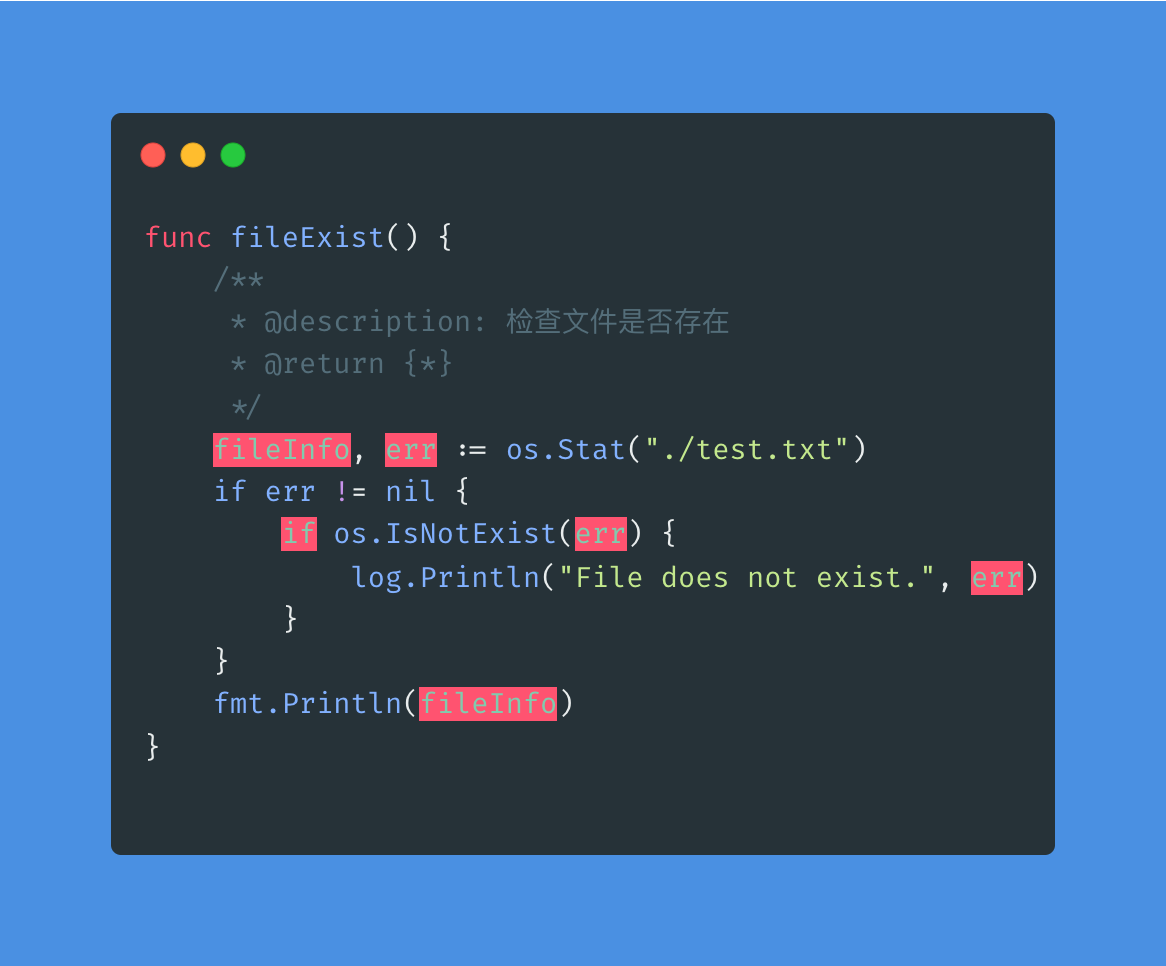 func fileExist() {
    /**
     * @description: 检查文件是否存在
     * @return {*}
     */
    fileInfo, err := os.Stat("./test.txt")
    if err != nil {
        if os.IsNotExist(err) {
            log.Println("File does not exist.", err)
        }
    }
    fmt.Println(fileInfo)
}